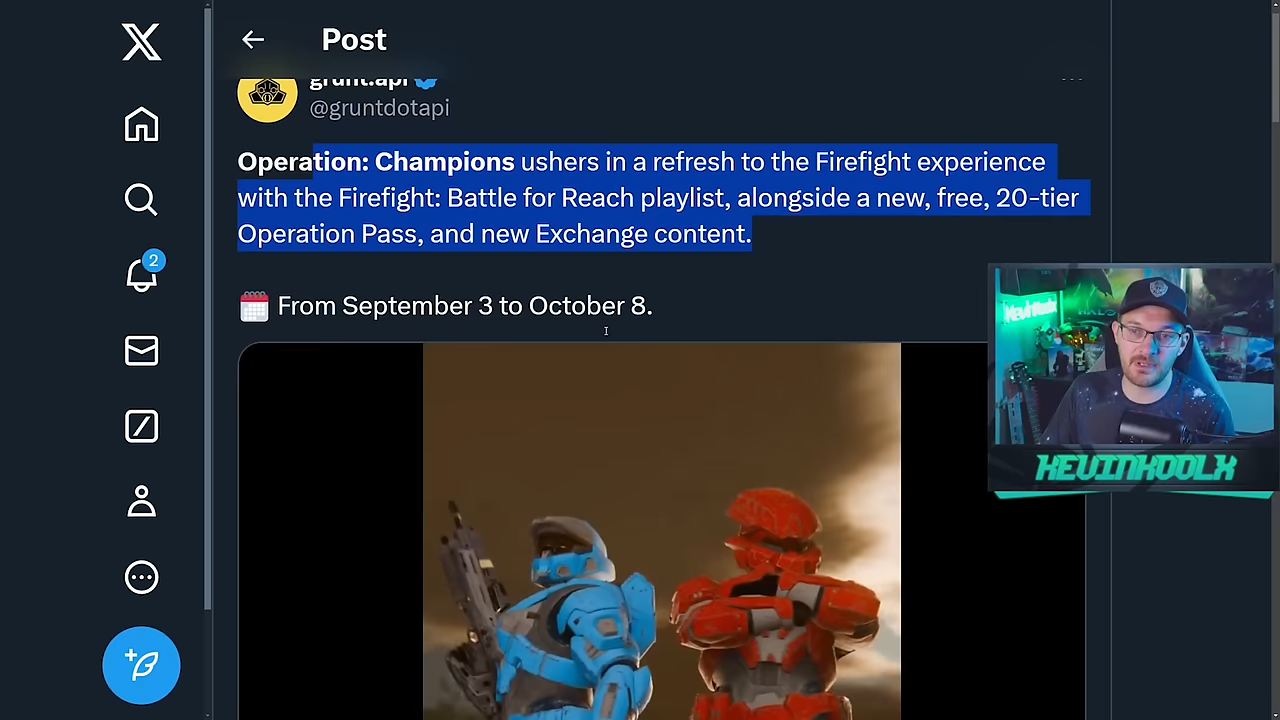 Post
grunt.api
@gruntdotapi
Operation: Champions ushers in a refresh to the Firefight experience
with the Firefight: Battle for Reach playlist, alongside a new, free, 20-tier
Operation Pass, and new Exchange content.
From September 3 to October 8.
2
KevinKoolx
KEVINKOOLX